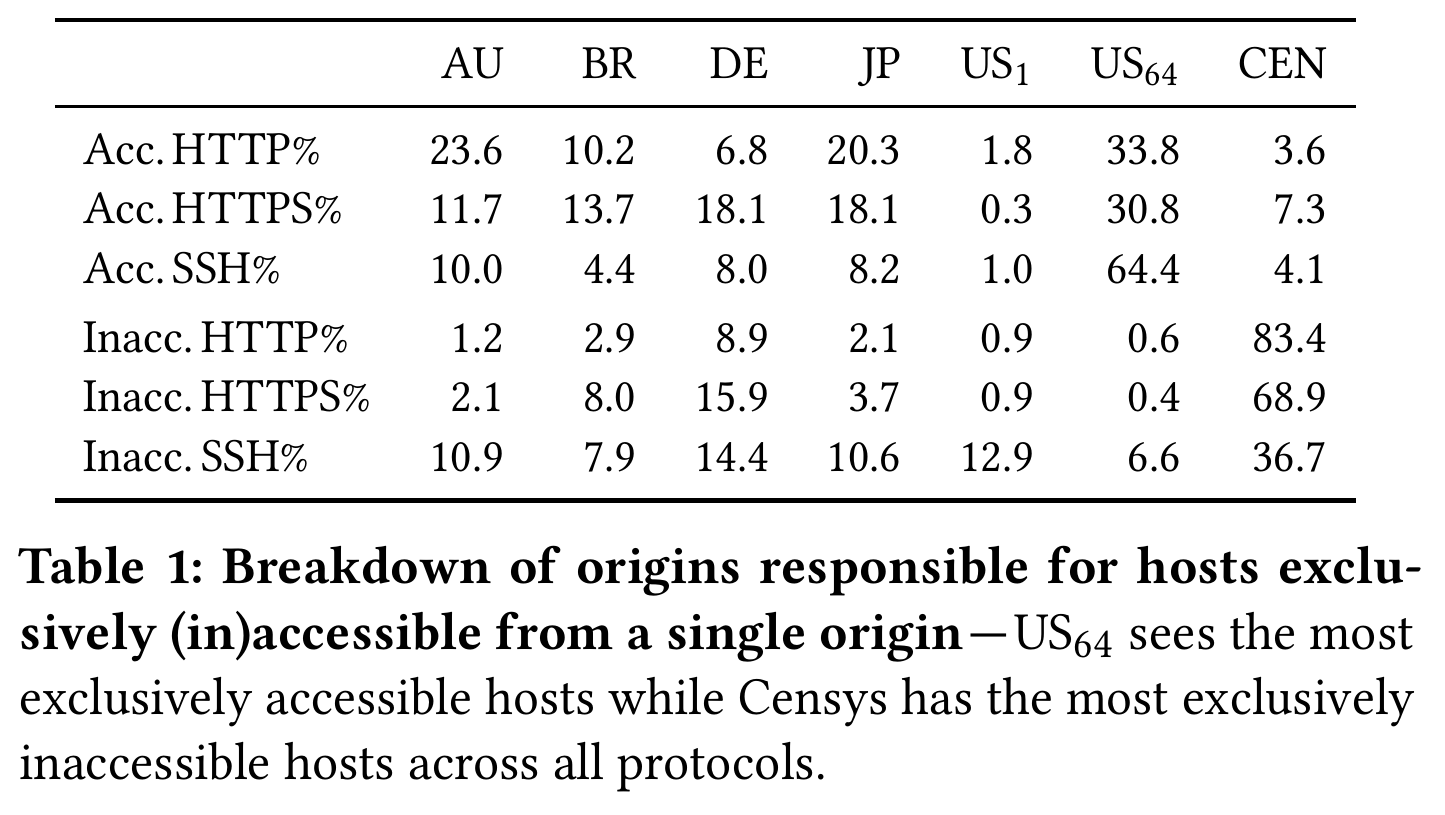 AU BR DE JP US₁ US₆₄ CEN
Acc. HTTP% 23.6 10.2 6.8 20.3 1.8 33.8 3.6
Acc. HTTPS% 11.7 13.7 18.1 18.1 0.3 30.8 7.3
Acc. SSH% 10.0 4.4 8.0 8.2 1.0 64.4 4.1
Inacc. HTTP% 1.2 2.9 8.9 2.1 0.9 0.6 83.4
Inacc. HTTPS% 2.1 8.0 15.9 3.7 0.9 0.4 68.9
Inacc. SSH% 10.9 7.9 14.4 10.6 12.9 6.6 36.7
Table 1: Breakdown of origins responsible for hosts exclu-
sively (in)accessible from a single origin—US₆₄ sees the most
exclusively accessible hosts while Censys has the most exclusively
inaccessible hosts across all protocols.